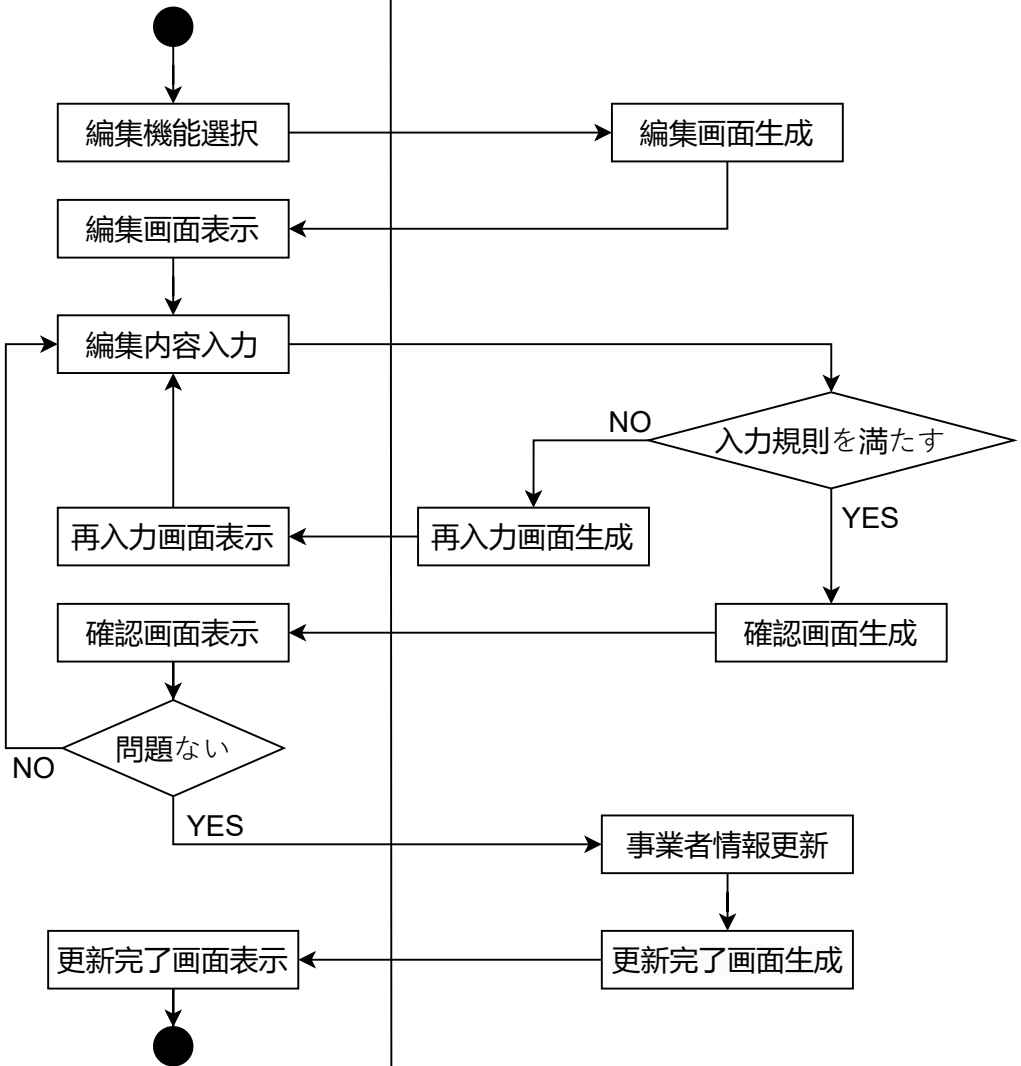 編集機能選択
編集画面生成
編集画面表示
編集内容入力
入力規則を満たす
NO
YES
再入力画面表示
再入力画面生成
確認画面表示
確認画面生成
問題ない
NO
YES
事業者情報更新
更新完了画面表示
更新完了画面生成